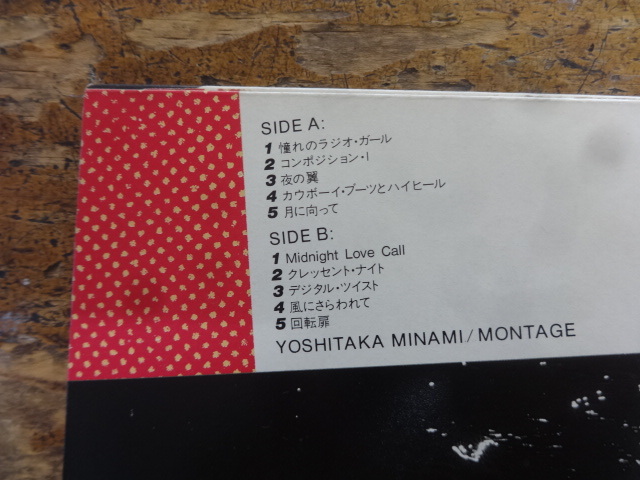 SIDE A:
1 憧れのラジオ・ガール
2 コンポジション・I
3 夜の翼
4 カウボーイ・ブーツとハイヒール
5 月に向って
SIDE B:
1 Midnight Love Call
2 クレッセント・ナイト
3 デジタル・ツイスト
4 風にさらわれて
5 回転扉
YOSHITAKA MINAMI/MONTAGE